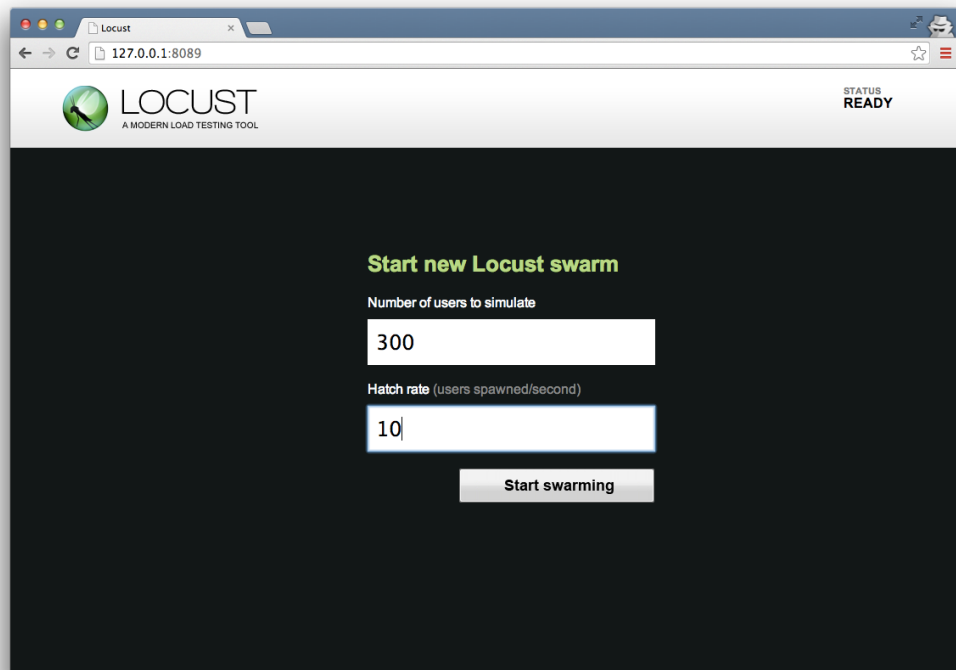 Locust
127.0.0.1:8089
LOCUST
A MODERN LOAD TESTING TOOL
STATUS
READY
Start new Locust swarm
Number of users to simulate
300
Hatch rate (users spawned/second)
10
Start swarming